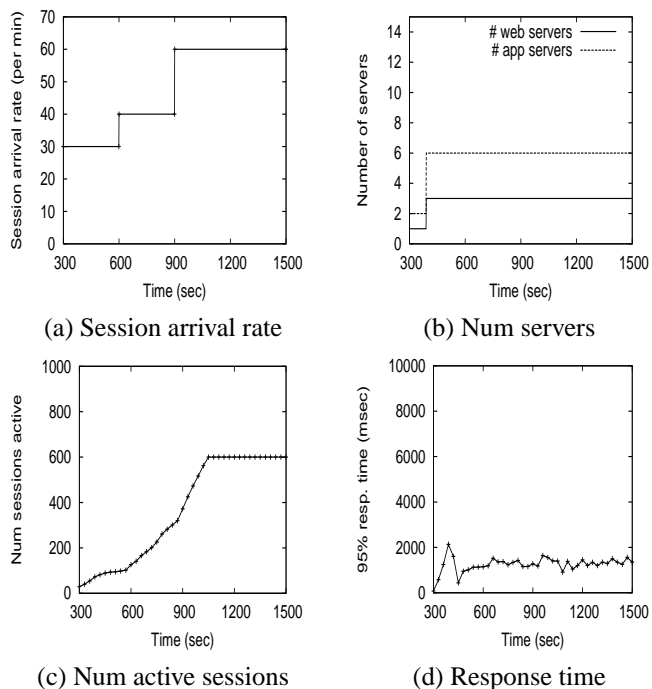 Session arrival rate (per min)
70
60
50
40
30
20
10
0
300 600 900 1200 1500
Time (sec)
(a) Session arrival rate
Number of servers
14
12
10
8
6
4
2
0
# web servers
# app servers
300 600 900 1200 1500
Time (sec)
(b) Num servers
Num sessions active
1000
800
600
400
200
0
300 600 900 1200 1500
Time (sec)
(c) Num active sessions
95% resp. time (msec)
10000
8000
6000
4000
2000
0
300 600 900 1200 1500
Time (sec)
(d) Response time